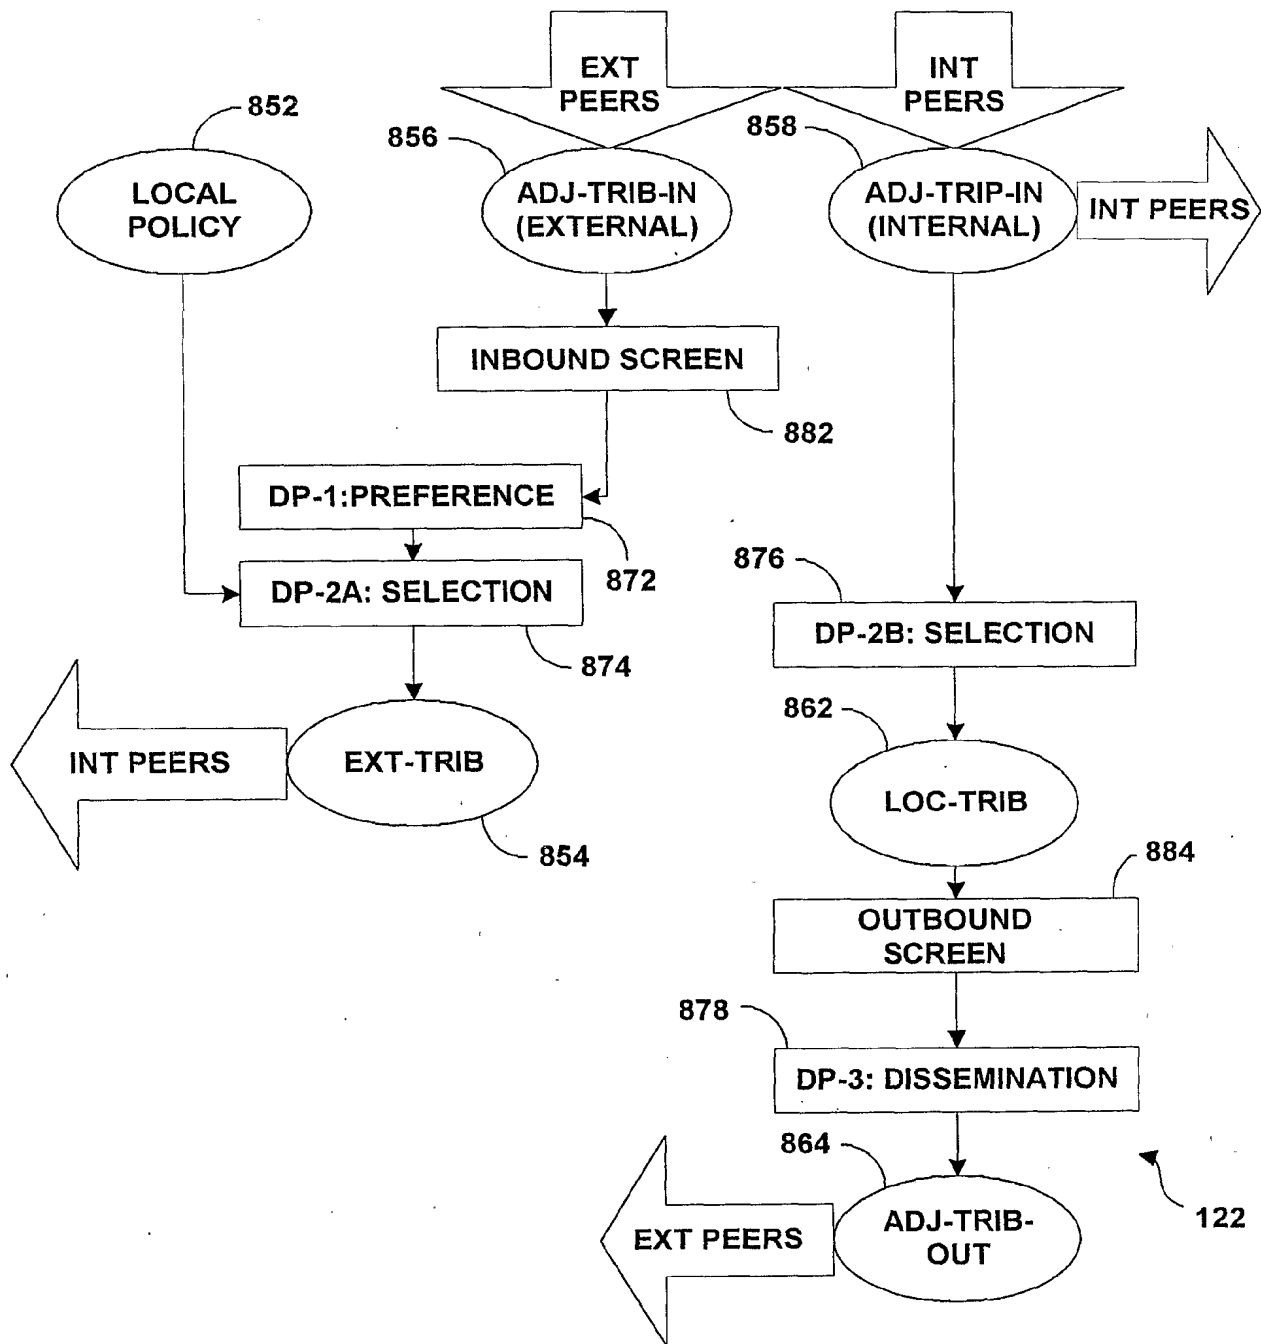 EXT
PEERS
INT
PEERS
852
856
858
LOCAL
POLICY
ADJ-TRIB-IN
(EXTERNAL)
ADJ-TRIP-IN
(INTERNAL)
INT PEERS
INBOUND SCREEN
882
DP-1:PREFERENCE
872
DP-2A: SELECTION
874
876
DP-2B: SELECTION
INT PEERS
EXT-TRIB
854
862
LOC-TRIB
884
OUTBOUND
SCREEN
878
DP-3: DISSEMINATION
864
EXT PEERS
ADJ-TRIB-
OUT
122